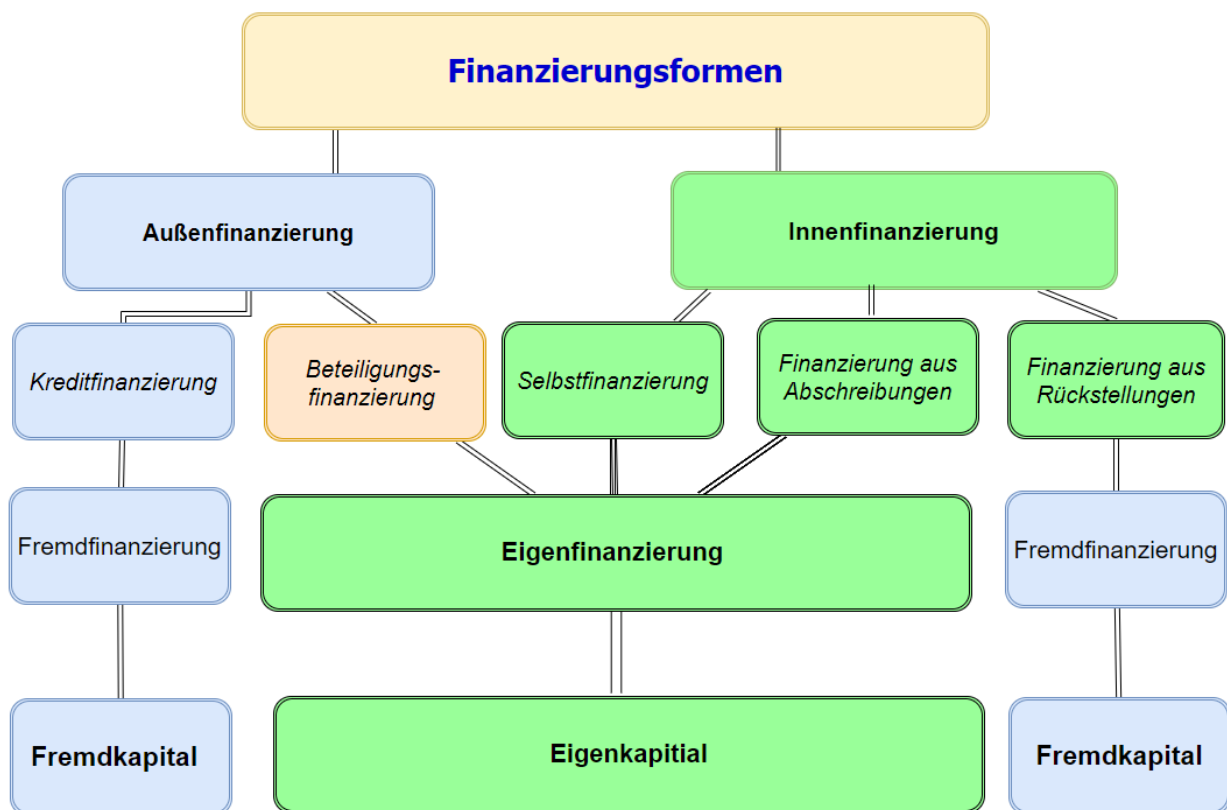 Finanzierungsformen
Außenfinanzierung
Innenfinanzierung
Kreditfinanzierung
Beteiligungs-
finanzierung
Selbstfinanzierung
Finanzierung aus
Abschreibungen
Finanzierung aus
Rückstellungen
Fremdfinanzierung
Eigenfinanzierung
Fremdfinanzierung
Fremdkapital
Eigenkapitial
Fremdkapital